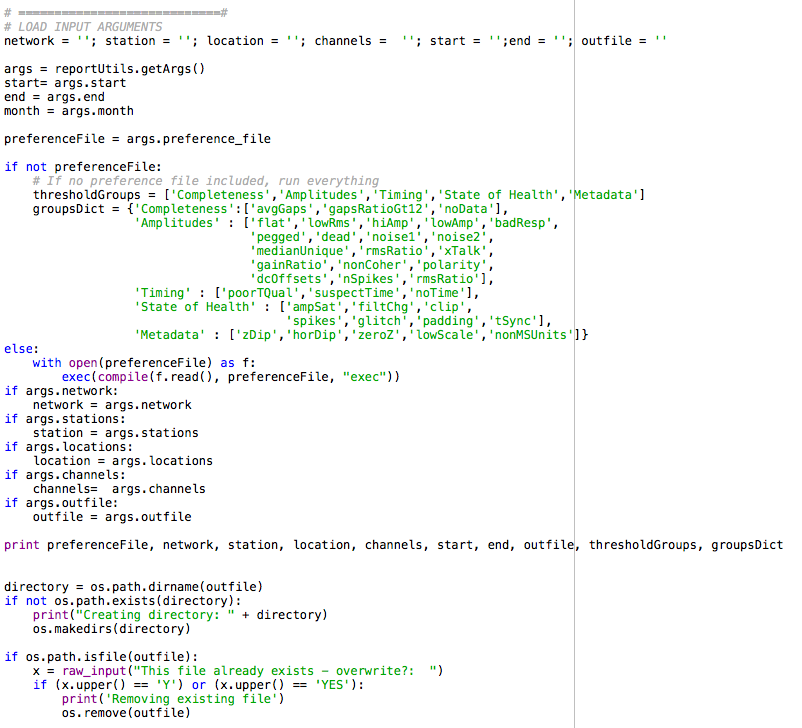 # ============================#
# LOAD INPUT ARGUMENTS
network = ''; station = ''; location = ''; channels =  ''; start = '';end = ''; outfile = ''
args = reportUtils.getArgs()
start= args.start
end = args.end
month = args.month
preferenceFile = args.preference_file
if not preferenceFile:
    # If no preference file included, run everything
    thresholdGroups = ['Completeness','Amplitudes','Timing','State of Health','Metadata']
    groupsDict = {'Completeness':['avgGaps','gapsRatioGt12','noData'],
                  'Amplitudes' : ['flat','lowRms','hiAmp','lowAmp','badResp',
                                  'pegged','dead','noise1','noise2',
                                  'medianUnique','rmsRatio','xTalk',
                                  'gainRatio','nonCoher','polarity',
                                  'dcOffsets','nSpikes','rmsRatio'],
                  'Timing' : ['poorTQual','suspectTime','noTime'],
                  'State of Health' : ['ampSat','filtChg','clip',
                                       'spikes','glitch','padding','tSync'],
                  'Metadata' : ['zDip','horDip','zeroZ','lowScale','nonMSUnits']}
else:
    with open(preferenceFile) as f:
        exec(compile(f.read(), preferenceFile, "exec"))
if args.network:
    network = args.network
if args.stations:
    station = args.stations
if args.locations:
    location = args.locations
if args.channels:
    channels=  args.channels
if args.outfile:
    outfile = args.outfile
print preferenceFile, network, station, location, channels, start, end, outfile, thresholdGroups, groupsDict
directory = os.path.dirname(outfile)
if not os.path.exists(directory):
    print("Creating directory: " + directory)
    os.makedirs(directory)
if os.path.isfile(outfile):
    x = raw_input("This file already exists - overwrite?:  ")
    if (x.upper() == 'Y') or (x.upper() == 'YES'):
        print('Removing existing file')
        os.remove(outfile)